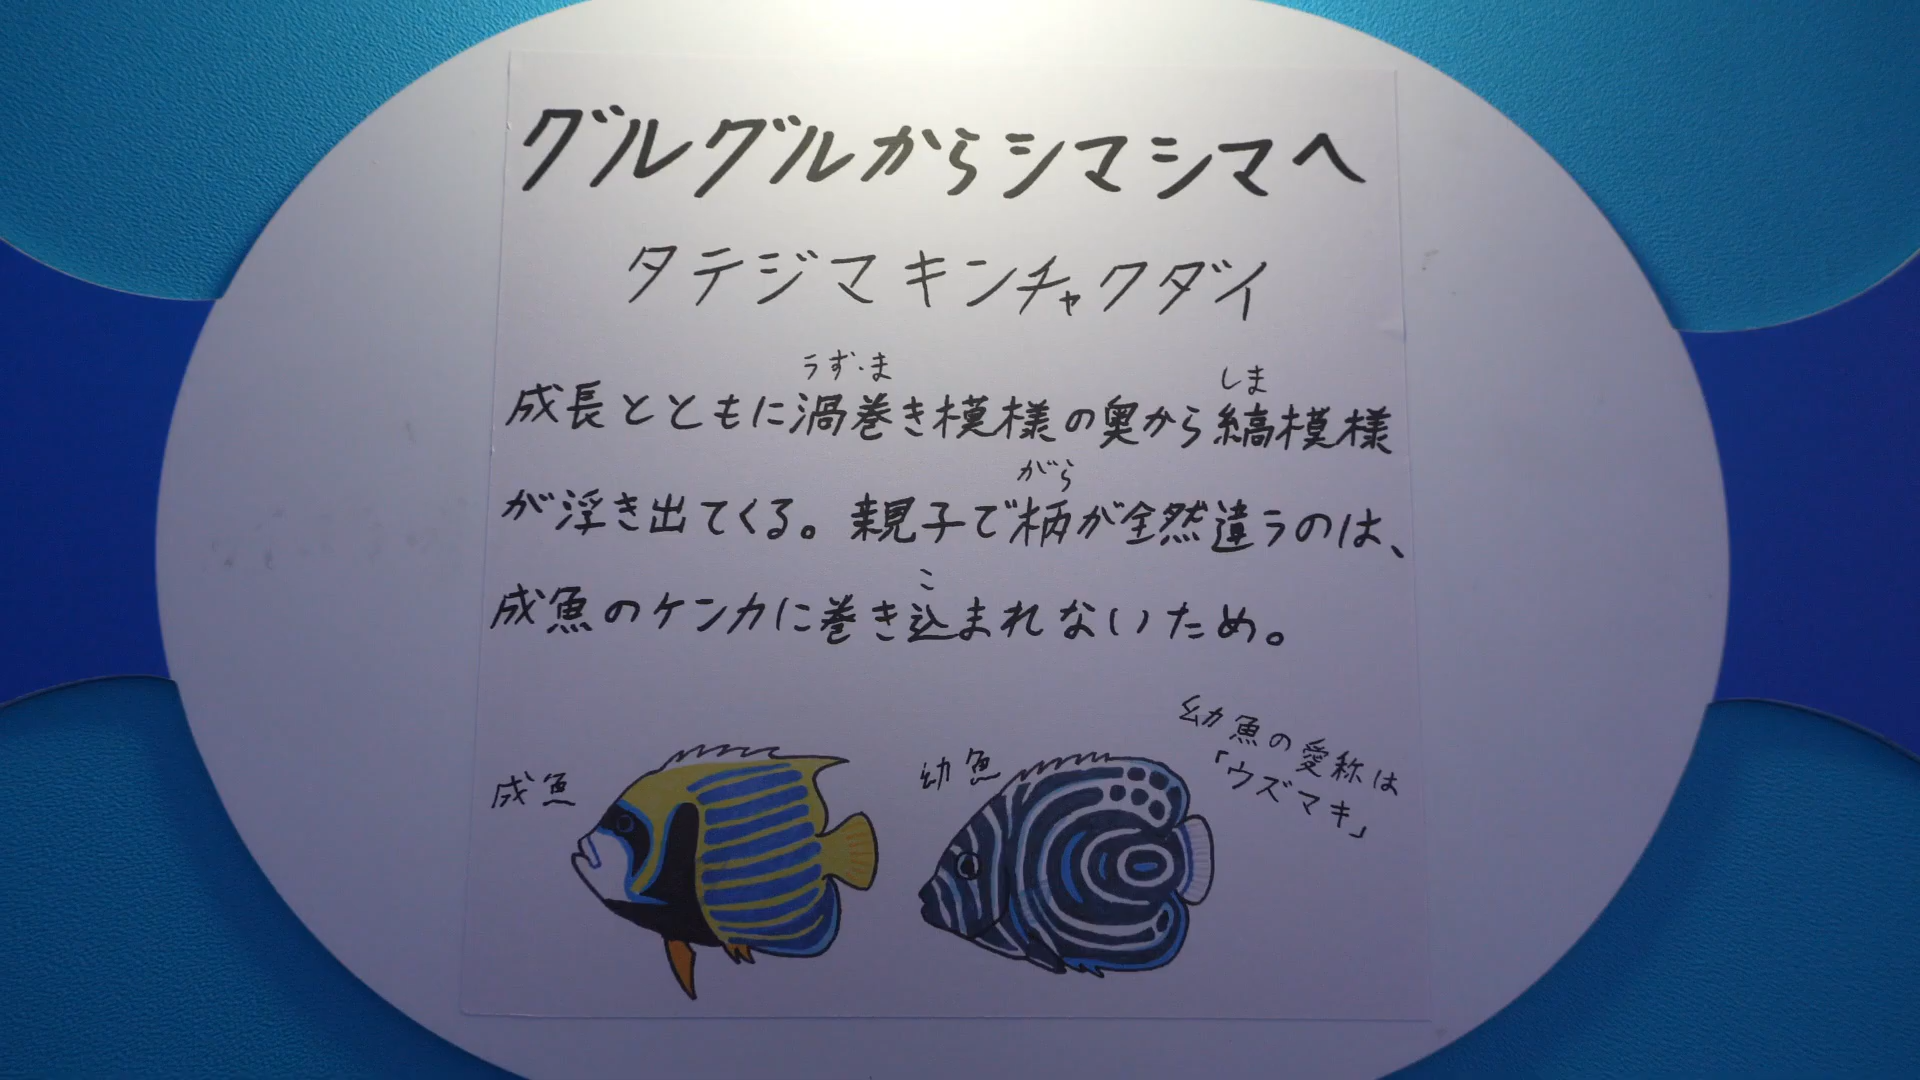 グルグルからシマシマへ
タテジマキンチャクダイ
うずま
しま
成長とともに渦巻き模様の奥から縞模様
がら
が浮き出てくる。親子で柄が全然違うのは、
こ
成魚のケンカに巻き込まれないため。
成魚
幼魚
幼魚の愛称は
「ウズマキ」